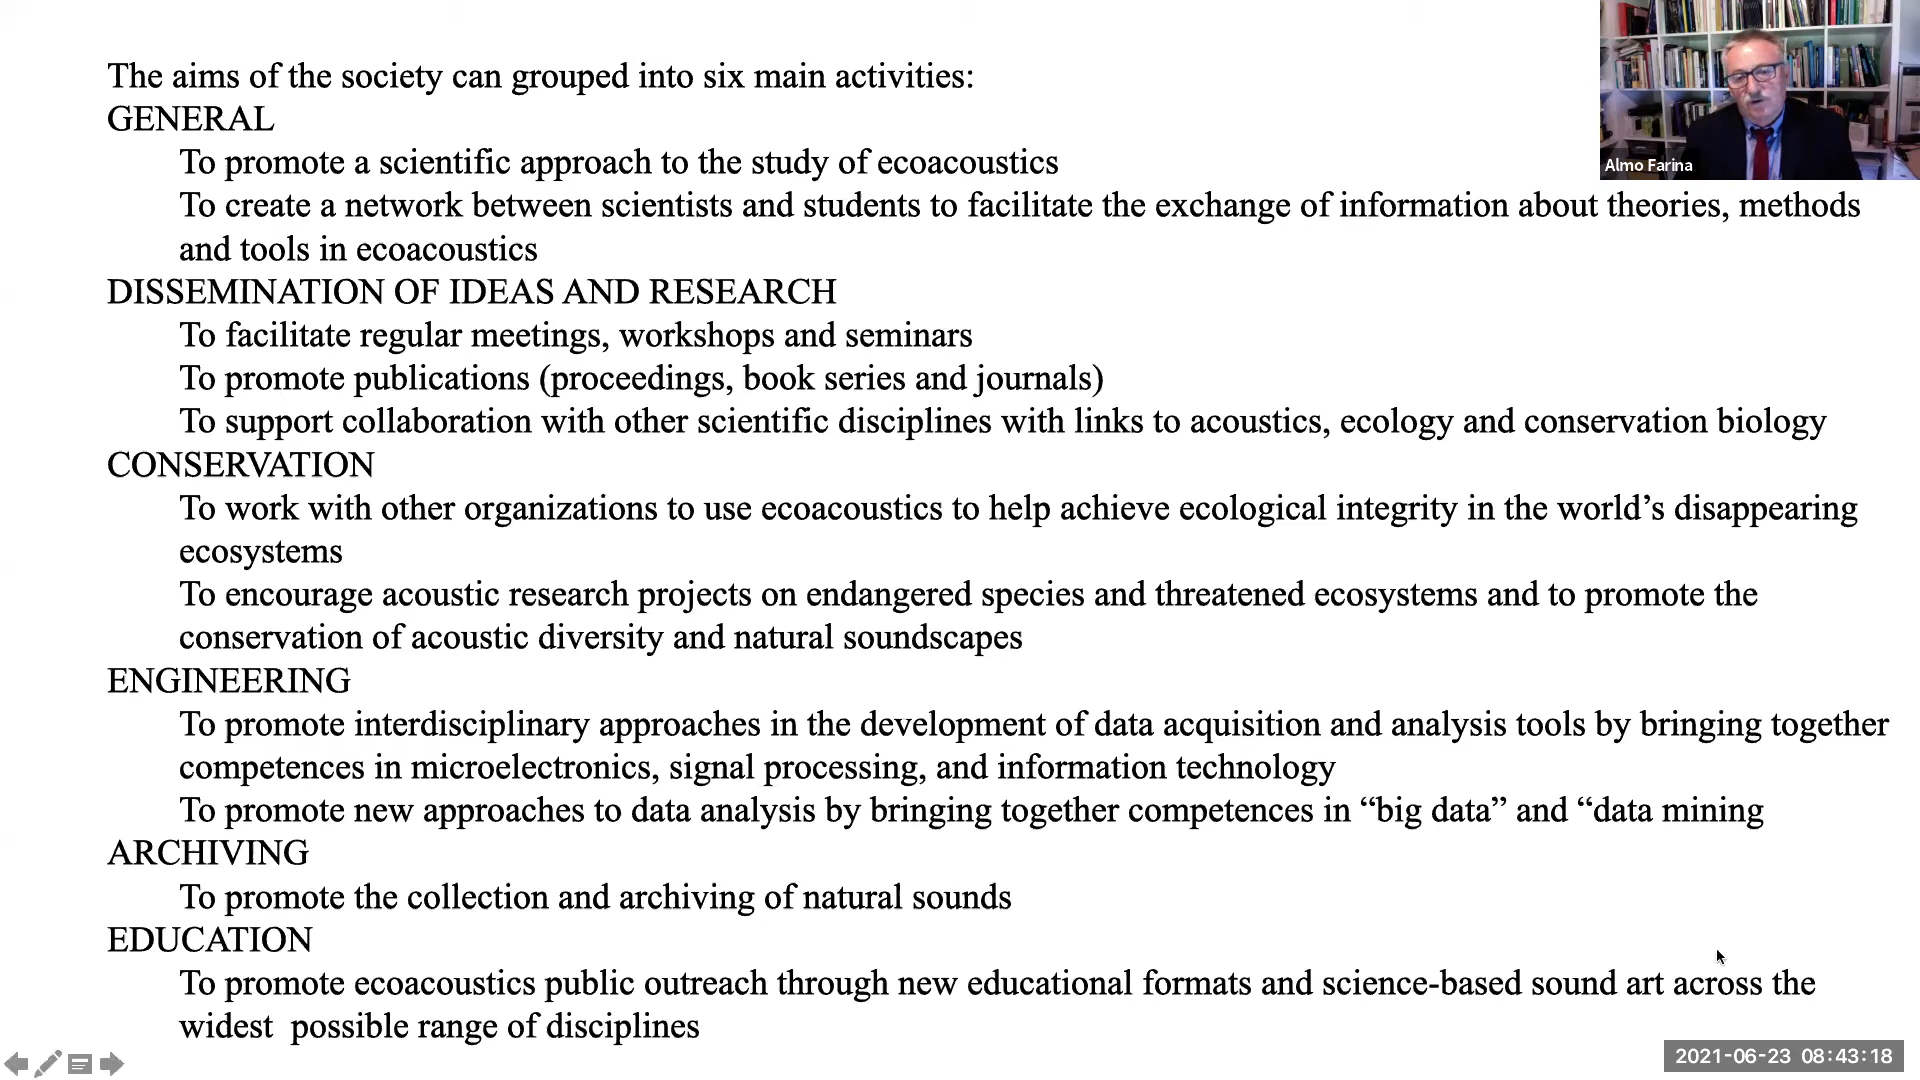 The aims of the society can grouped into six main activities:
GENERAL
To promote a scientific approach to the study of ecoacoustics
To create a network between scientists and students to facilitate the exchange of information about theories, methods
and tools in ecoacoustics
DISSEMINATION OF IDEAS AND RESEARCH
To facilitate regular meetings, workshops and seminars
To promote publications (proceedings, book series and journals)
To support collaboration with other scientific disciplines with links to acoustics, ecology and conservation biology
CONSERVATION
To work with other organizations to use ecoacoustics to help achieve ecological integrity in the world’s disappearing
ecosystems
To encourage acoustic research projects on endangered species and threatened ecosystems and to promote the
conservation of acoustic diversity and natural soundscapes
ENGINEERING
To promote interdisciplinary approaches in the development of data acquisition and analysis tools by bringing together
competences in microelectronics, signal processing, and information technology
To promote new approaches to data analysis by bringing together competences in “big data” and “data mining
ARCHIVING
To promote the collection and archiving of natural sounds
EDUCATION
To promote ecoacoustics public outreach through new educational formats and science-based sound art across the
widest  possible range of disciplines
Almo Farina
2021-06-23 08:43:18